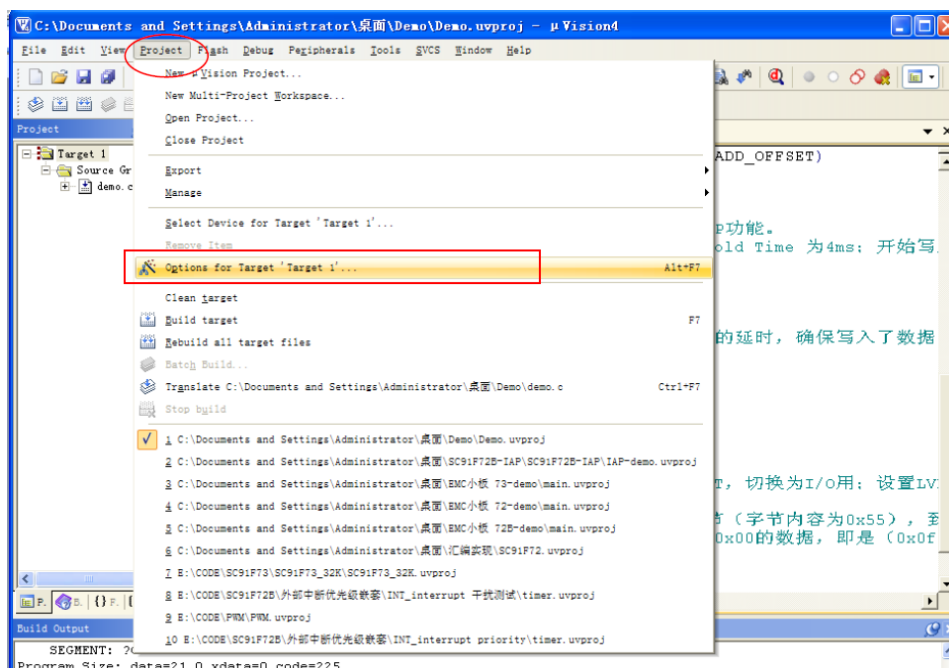 C:\Documents and Settings\Administrator\桌面\Demo\Demo.uvproj - μVision4
File Edit View Project Flash Debug Peripherals Tools SVCS Window Help
New μVision Project...
New Multi-Project Workspace...
Open Project...
Close Project
Export
Manage
Select Device for Target 'Target 1'...
Remove Item
Options for Target 'Target 1'... Alt+F7
Clean target
Build target F7
Rebuild all target files
Batch Build...
Translate C:\Documents and Settings\Administrator\桌面\Demo\demo.c Ctrl+F7
Stop build
1 C:\Documents and Settings\Administrator\桌面\Demo\Demo.uvproj
2 C:\Documents and Settings\Administrator\桌面\SC91F72B-IAP\SC91F72B-IAP\IAP-demo.uvproj
3 C:\Documents and Settings\Administrator\桌面\EMC小板 73-demo\main.uvproj
4 C:\Documents and Settings\Administrator\桌面\EMC小板 72-demo\main.uvproj
5 C:\Documents and Settings\Administrator\桌面\EMC小板 72B-demo\main.uvproj
6 C:\Documents and Settings\Administrator\桌面\汇编实现\SC91F72.uvproj
7 E:\CODE\SC91F73\SC91F73_32K\SC91F73_32K.uvproj
8 E:\CODE\SC91F72B\外部中断优先级嵌套\INT_interrupt 干扰测试\timer.uvproj
9 E:\CODE\PWM\PWM.uvproj
10 E:\CODE\SC91F72B\外部中断优先级嵌套\INT_interrupt priority\timer.uvproj
Project
Target 1
Source Gr
demo.c
ADD_OFFSET)
P功能。
old Time 为4ms; 开始写
的延时，确保写入了数据
T, 切换为I/O用; 设置LV
节（字节内容为0x55），至
0x00的数据，即是（0x0f
P. B. {} F.
Build Output
SEGMENT: ?C
Program Size: data=21.0 xdata=0 code=225